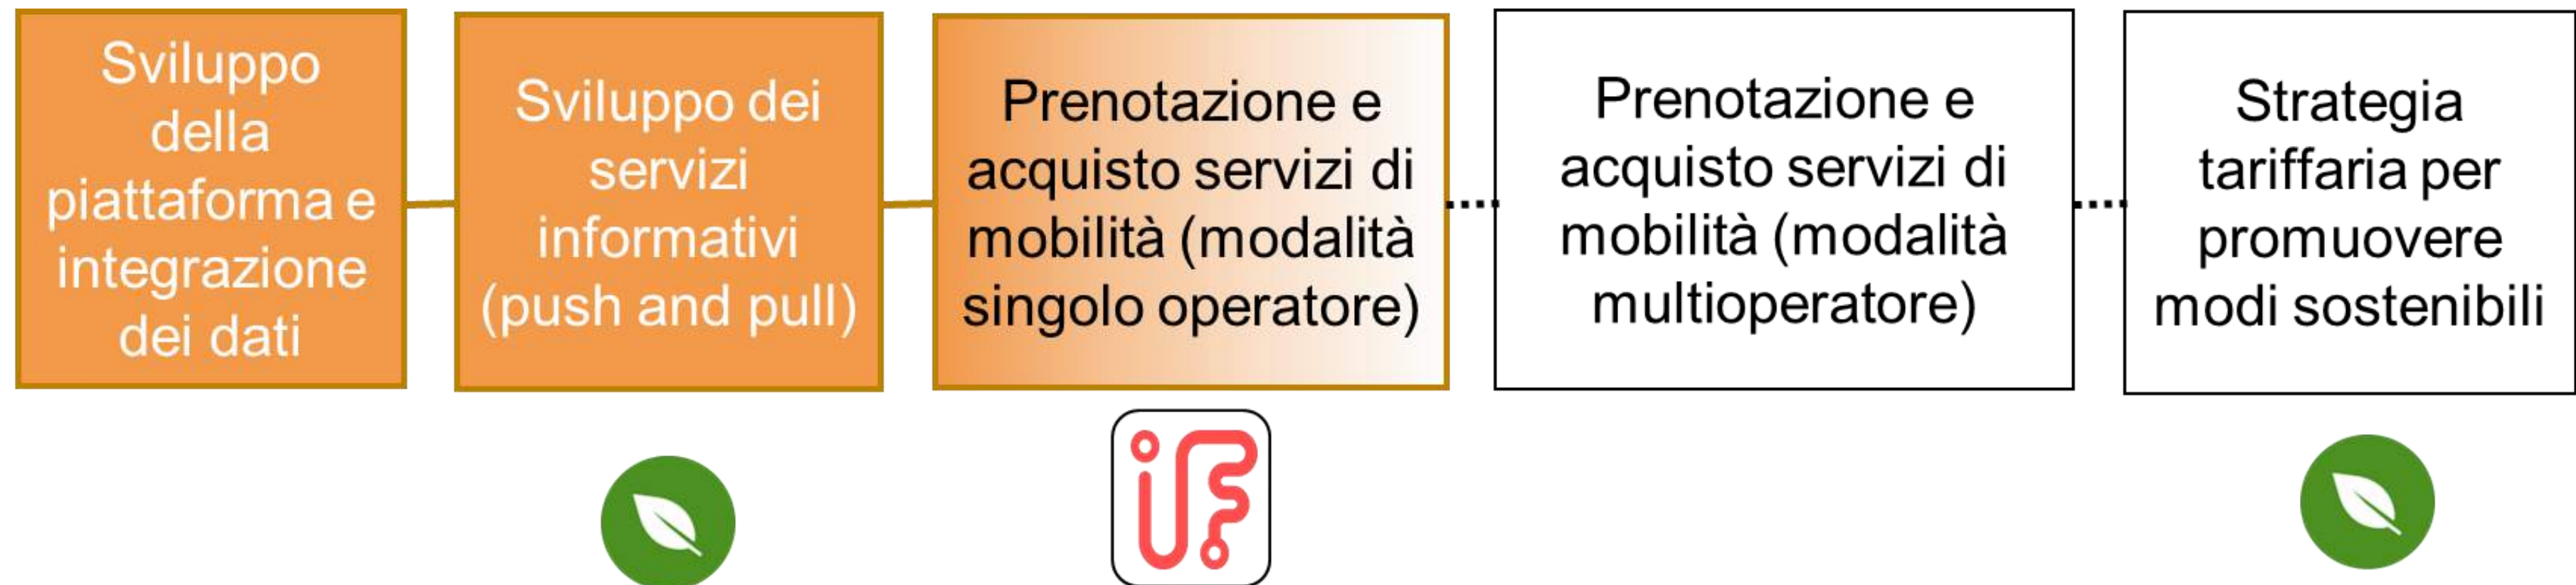 Sviluppo
della
piattaforma e
integrazione
dei dati
Sviluppo dei
servizi
informativi
(push and pull)
Prenotazione e
acquisto servizi di
mobilità (modalità
singolo operatore)
Prenotazione e
acquisto servizi di
mobilità (modalità
multioperatore)
Strategia
tariffaria per
promuovere
modi sostenibili